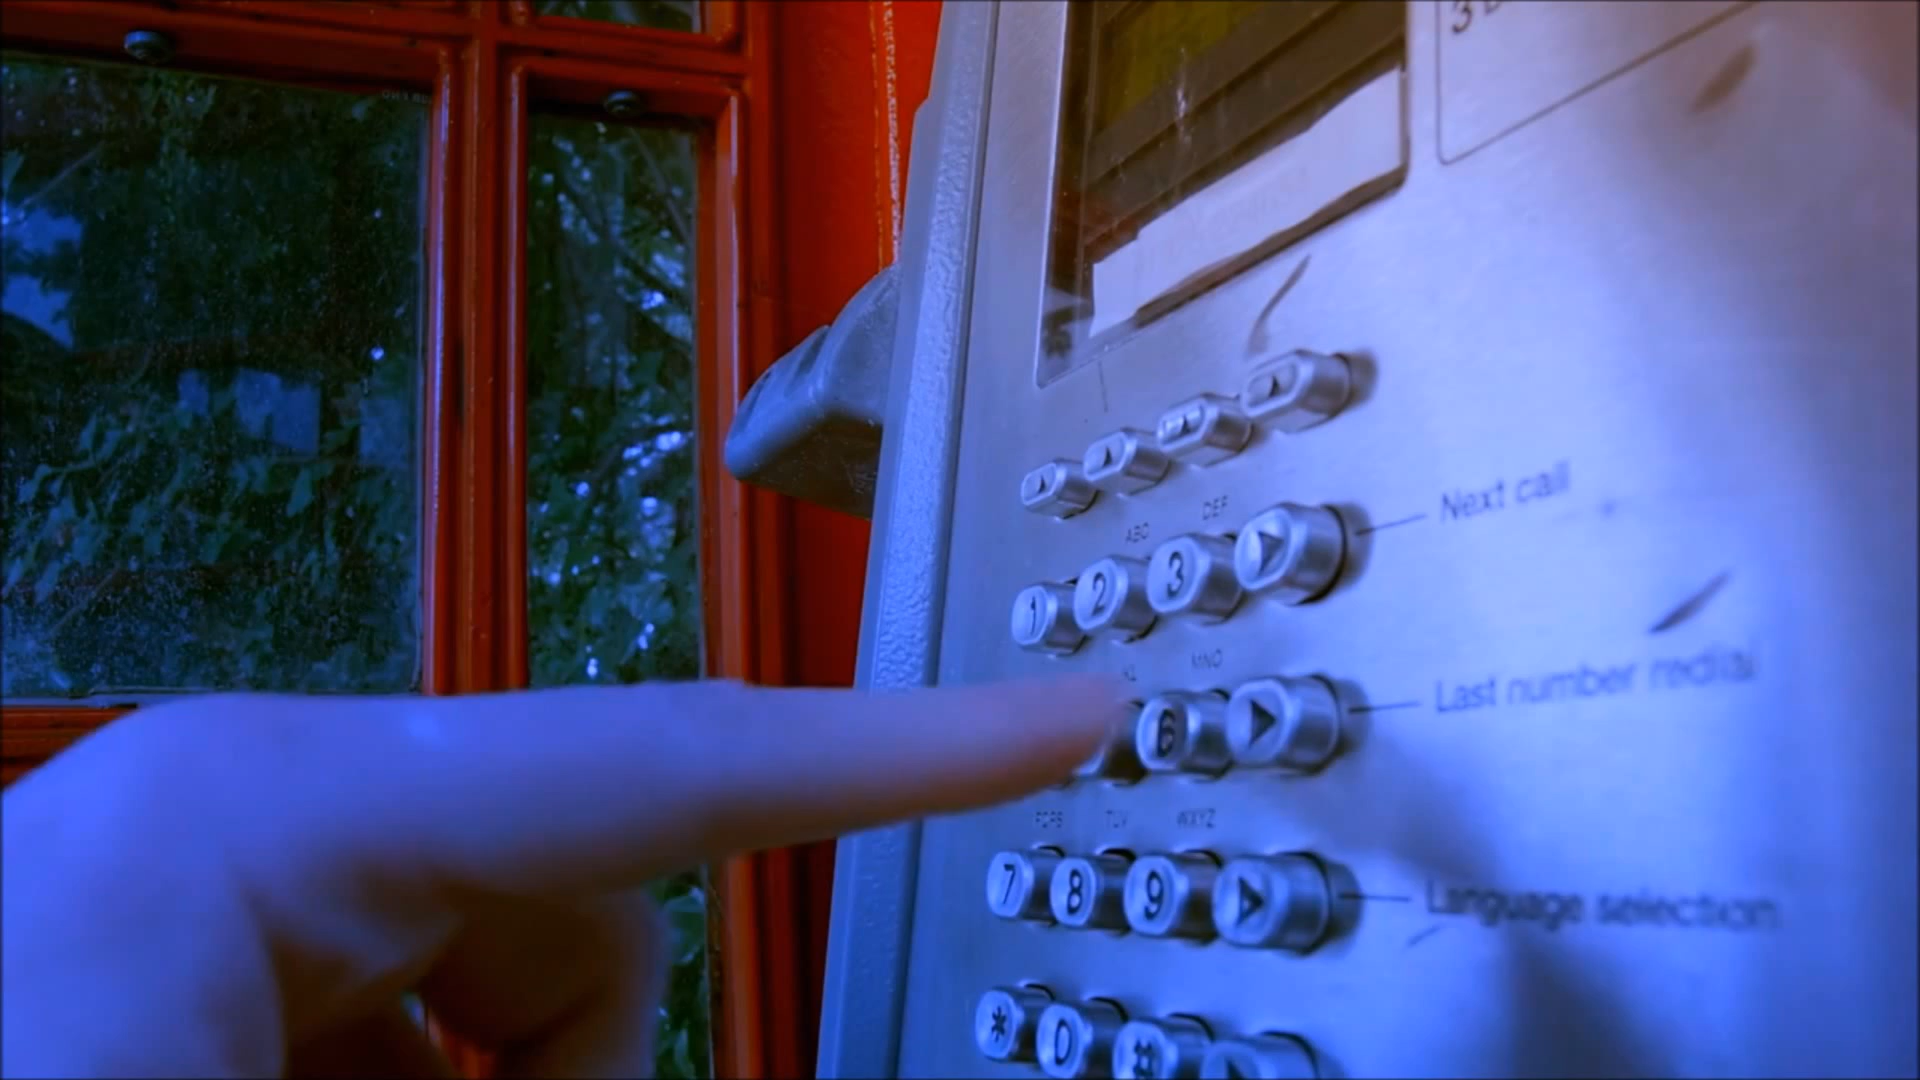 ABC DEF
1 2 3 Next call
MNO
6 Last number redial
TUV WXYZ
7 8 9 Language selection
* 0 #